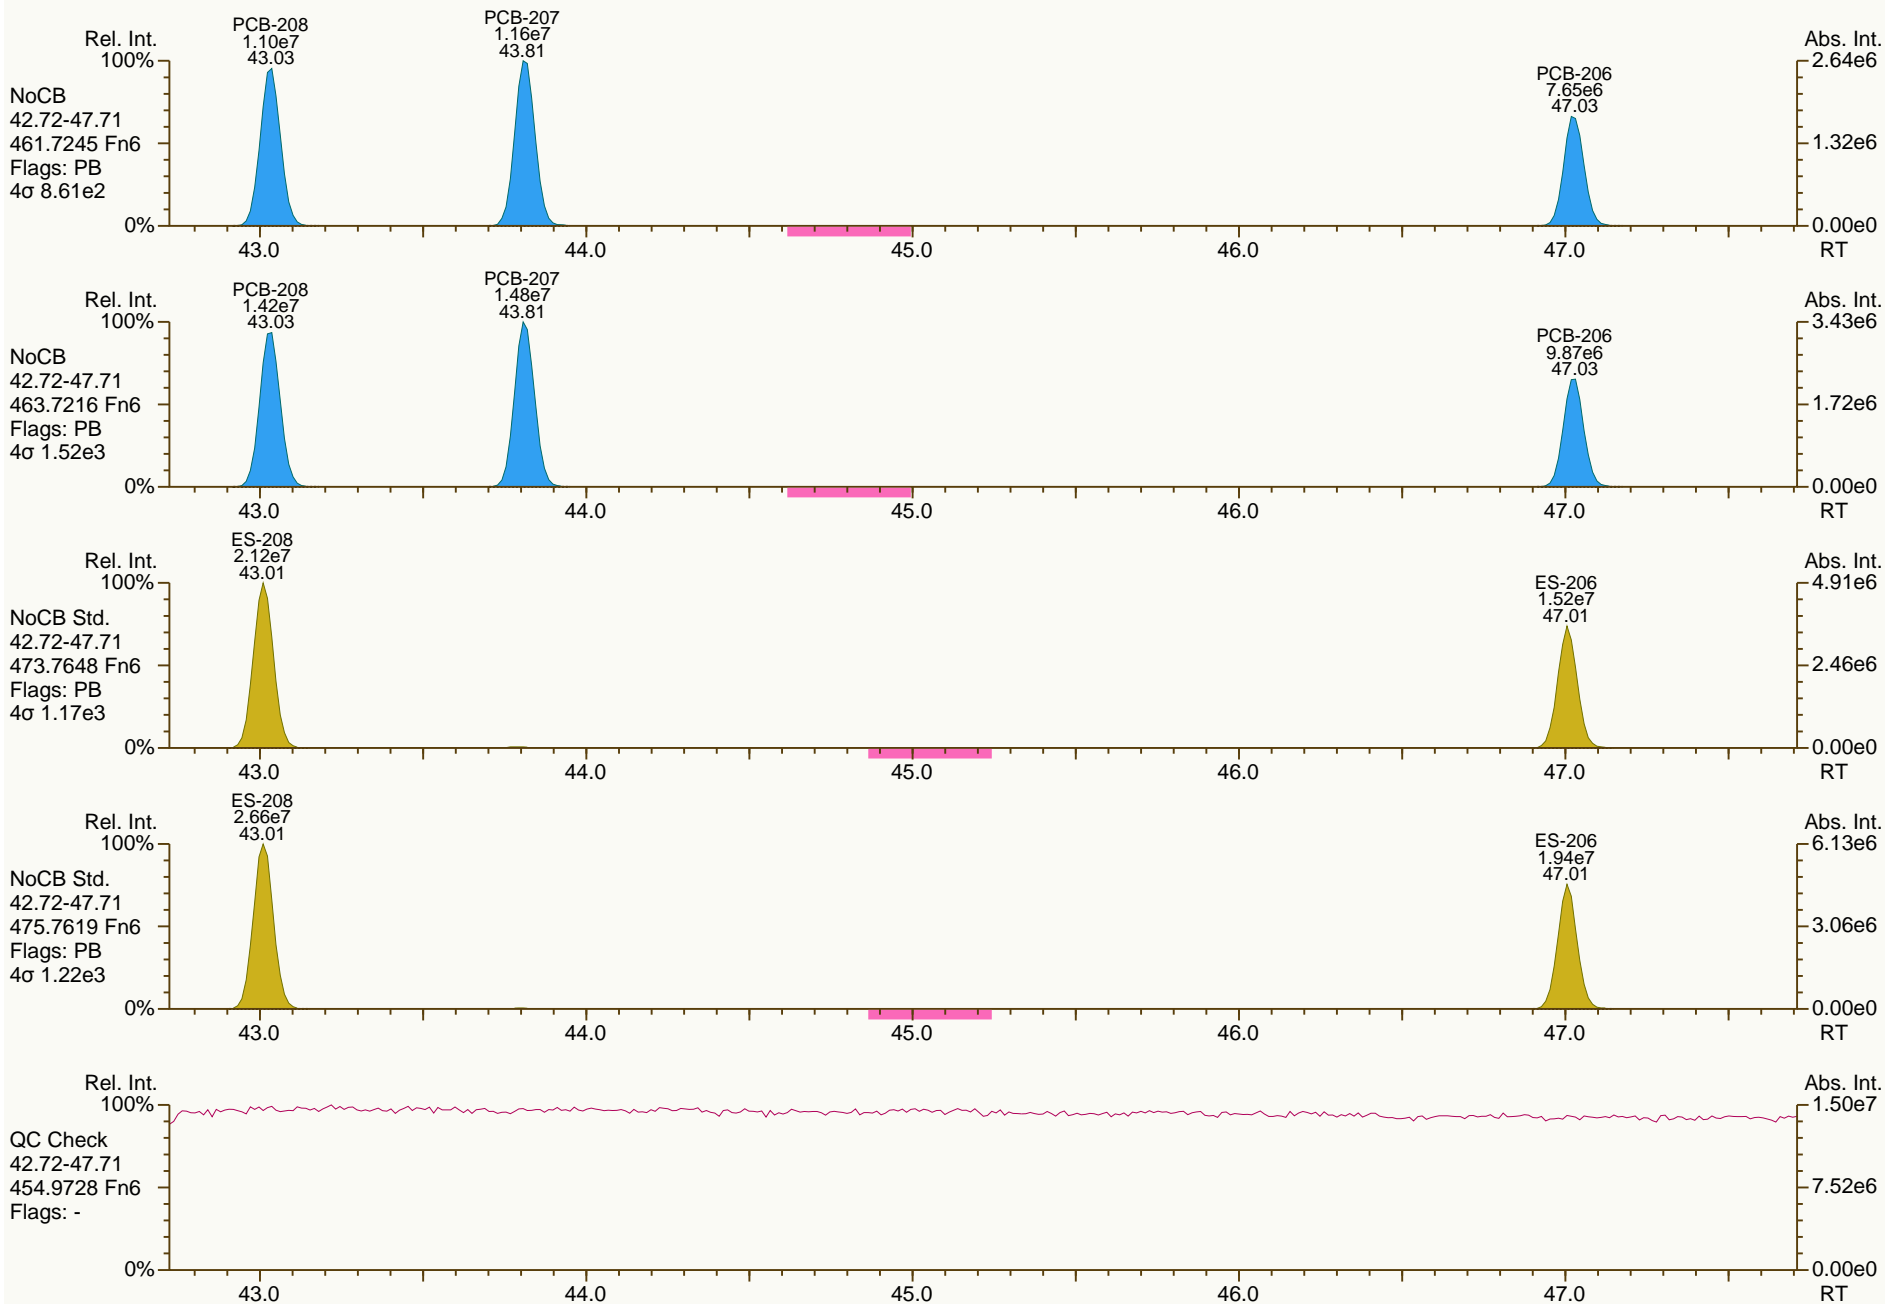 PCB-208
1.10e7
43.03
PCB-207
1.16e7
43.81
PCB-206
7.65e6
47.03
Rel. Int.
100%
0%
NoCB
42.72-47.71
461.7245 Fn6
Flags: PB
4σ 8.61e2
Abs. Int.
2.64e6
1.32e6
0.00e0
43.0 44.0 45.0 46.0 47.0 RT
PCB-208
1.42e7
43.03
PCB-207
1.48e7
43.81
PCB-206
9.87e6
47.03
Rel. Int.
100%
0%
NoCB
42.72-47.71
463.7216 Fn6
Flags: PB
4σ 1.52e3
Abs. Int.
3.43e6
1.72e6
0.00e0
43.0 44.0 45.0 46.0 47.0 RT
ES-208
2.12e7
43.01
ES-206
1.52e7
47.01
Rel. Int.
100%
0%
NoCB Std.
42.72-47.71
473.7648 Fn6
Flags: PB
4σ 1.17e3
Abs. Int.
4.91e6
2.46e6
0.00e0
43.0 44.0 45.0 46.0 47.0 RT
ES-208
2.66e7
43.01
ES-206
1.94e7
47.01
Rel. Int.
100%
0%
NoCB Std.
42.72-47.71
475.7619 Fn6
Flags: PB
4σ 1.22e3
Abs. Int.
6.13e6
3.06e6
0.00e0
43.0 44.0 45.0 46.0 47.0 RT
Rel. Int.
100%
0%
QC Check
42.72-47.71
454.9728 Fn6
Flags: -
Abs. Int.
1.50e7
7.52e6
0.00e0
43.0 44.0 45.0 46.0 47.0 RT